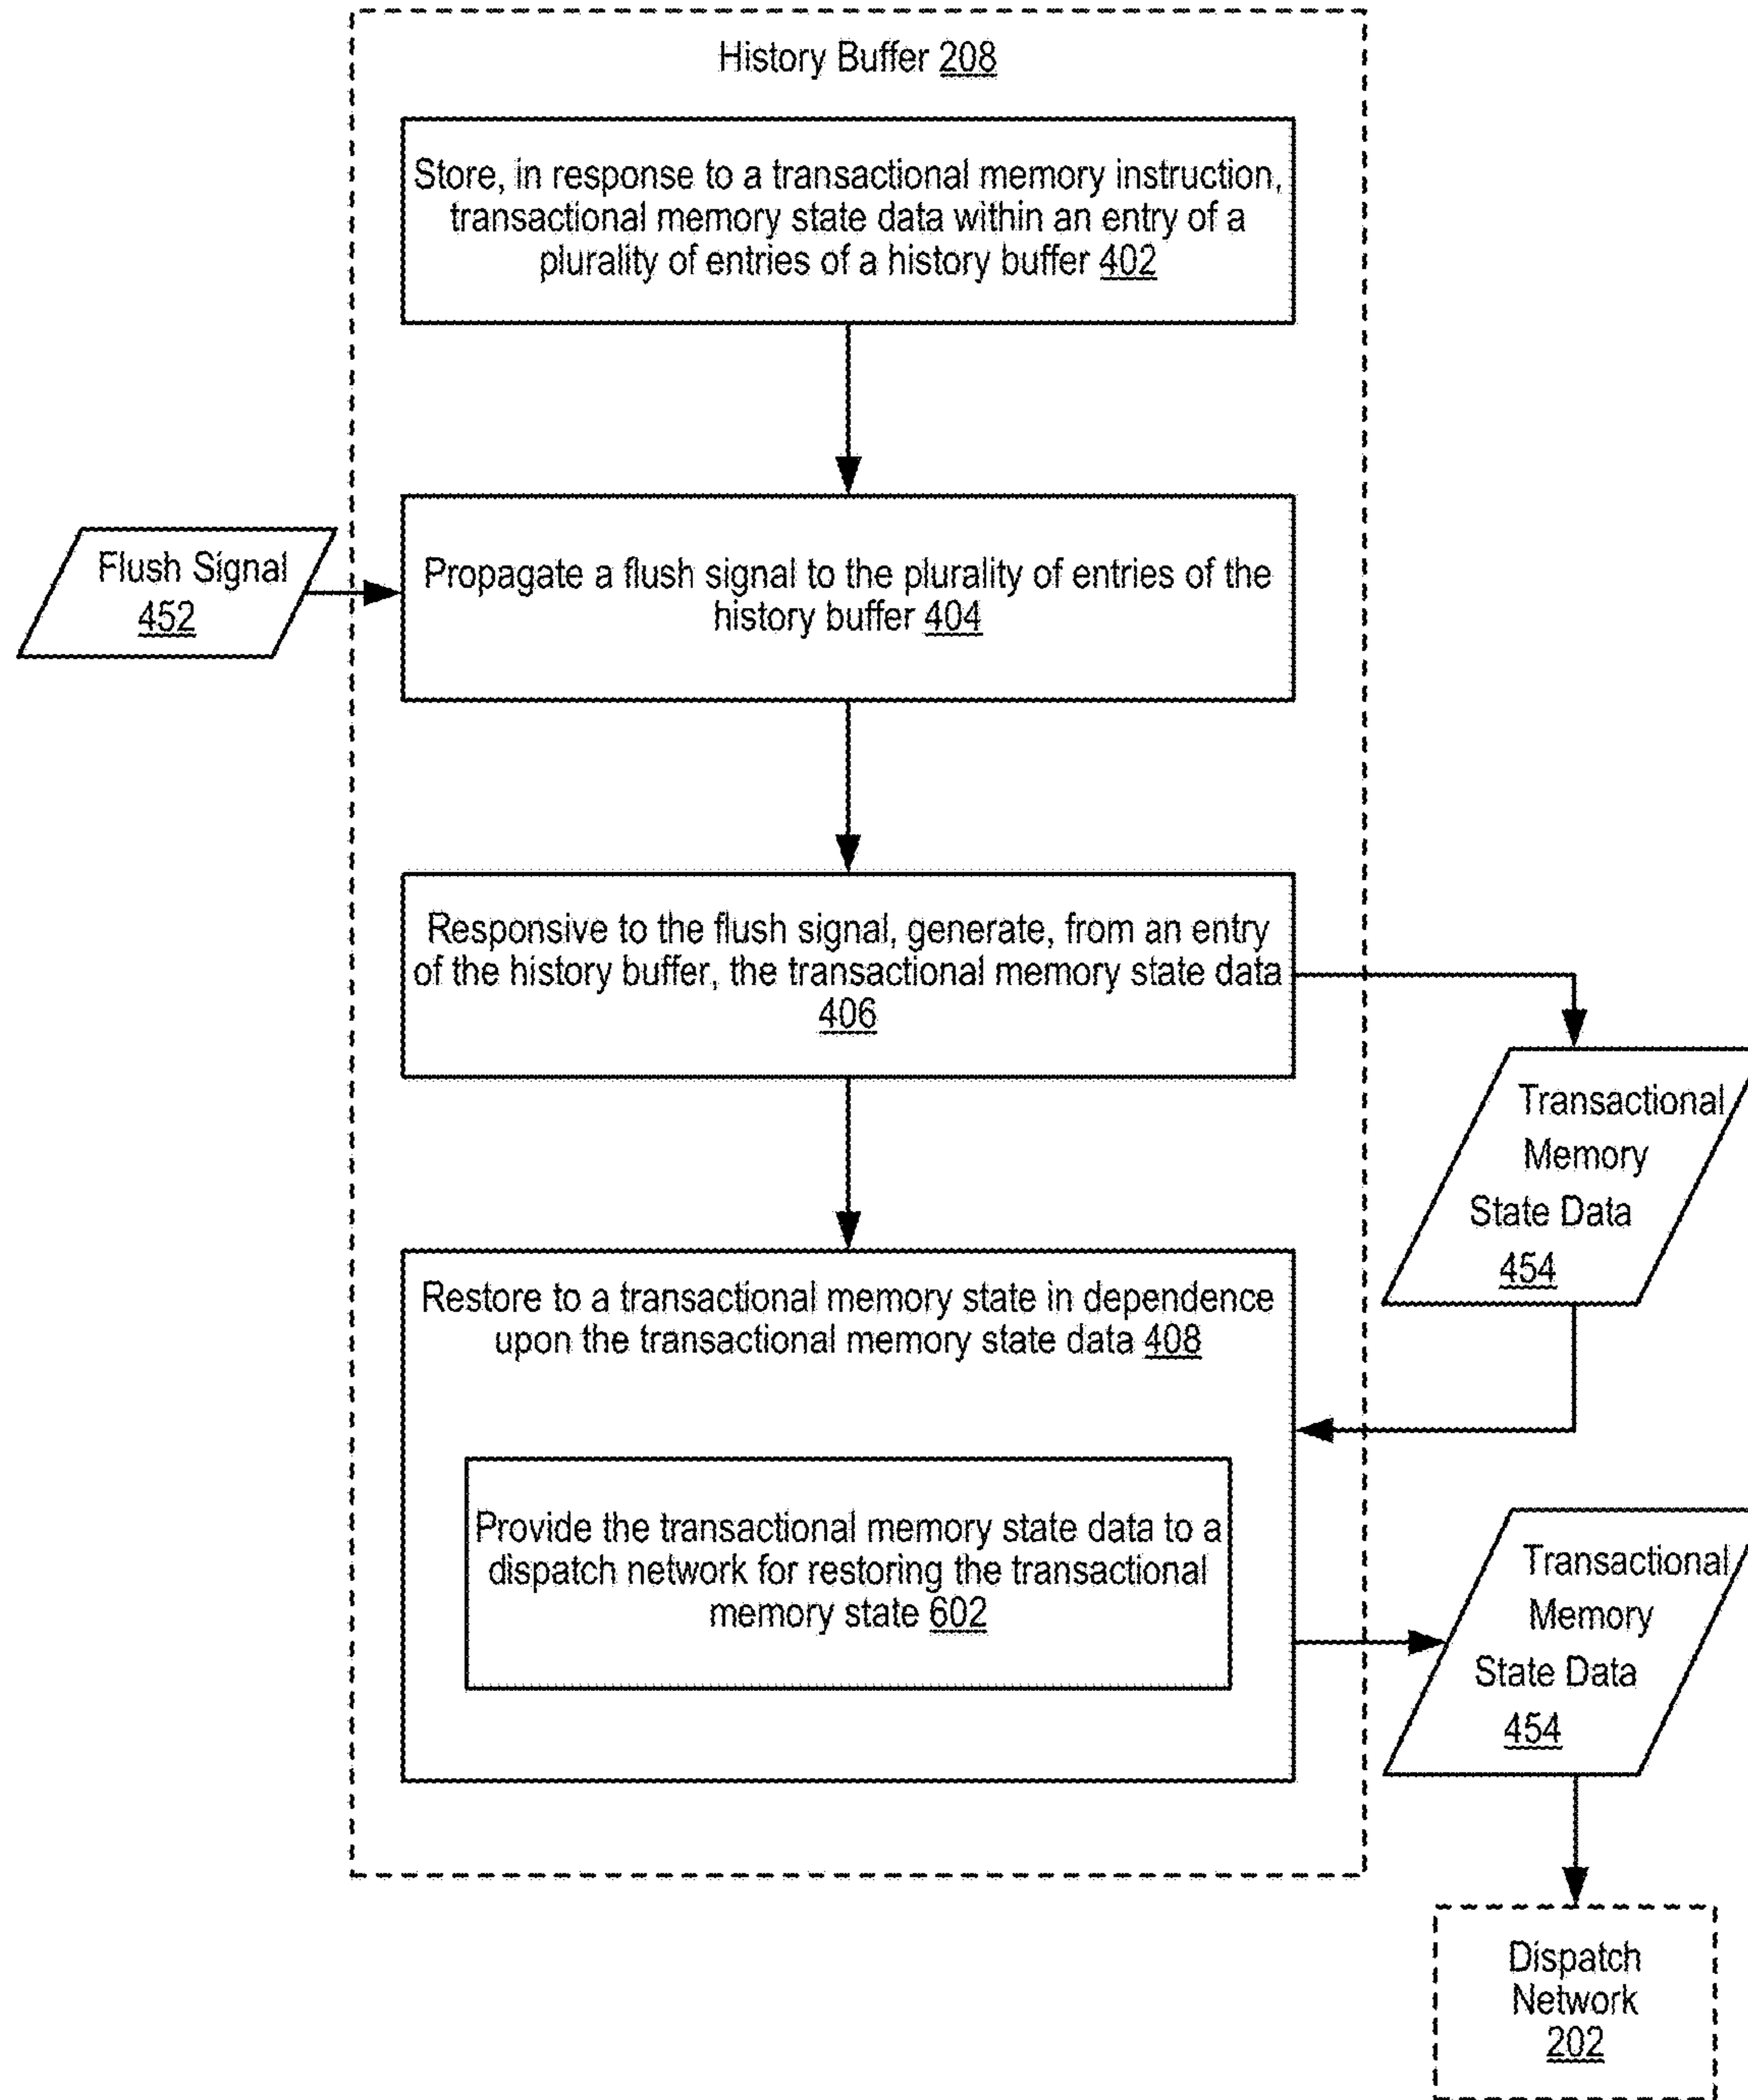 History Buffer 208
Store, in response to a transactional memory instruction,
transactional memory state data within an entry of a
plurality of entries of a history buffer 402
Flush Signal
452
Propagate a flush signal to the plurality of entries of the
history buffer 404
Responsive to the flush signal, generate, from an entry
of the history buffer, the transactional memory state data
406
Transactional
Memory
State Data
454
Restore to a transactional memory state in dependence
upon the transactional memory state data 408
Provide the transactional memory state data to a
dispatch network for restoring the transactional
memory state 602
Transactional
Memory
State Data
454
Dispatch
Network
202